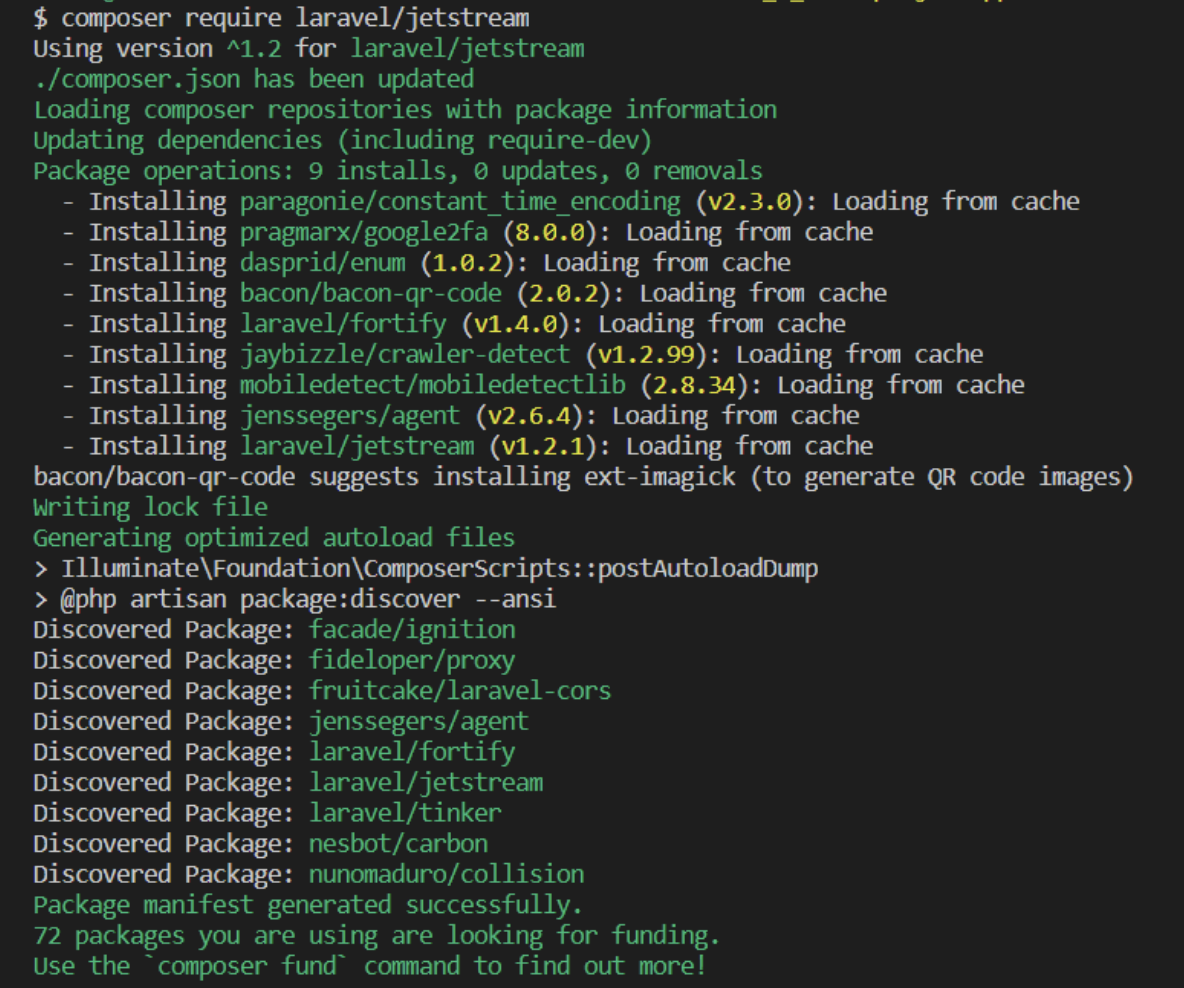 $ composer require laravel/jetstream
Using version ^1.2 for laravel/jetstream
./composer.json has been updated
Loading composer repositories with package information
Updating dependencies (including require-dev)
Package operations: 9 installs, 0 updates, 0 removals
  - Installing paragonie/constant_time_encoding (v2.3.0): Loading from cache
  - Installing pragmarx/google2fa (8.0.0): Loading from cache
  - Installing dasprid/enum (1.0.2): Loading from cache
  - Installing bacon/bacon-qr-code (2.0.2): Loading from cache
  - Installing laravel/fortify (v1.4.0): Loading from cache
  - Installing jaybizzle/crawler-detect (v1.2.99): Loading from cache
  - Installing mobiledetect/mobiledetectlib (2.8.34): Loading from cache
  - Installing jenssegers/agent (v2.6.4): Loading from cache
  - Installing laravel/jetstream (v1.2.1): Loading from cache
bacon/bacon-qr-code suggests installing ext-imagick (to generate QR code images)
Writing lock file
Generating optimized autoload files
> Illuminate\Foundation\ComposerScripts::postAutoloadDump
> @php artisan package:discover --ansi
Discovered Package: facade/ignition
Discovered Package: fideloper/proxy
Discovered Package: fruitcake/laravel-cors
Discovered Package: jenssegers/agent
Discovered Package: laravel/fortify
Discovered Package: laravel/jetstream
Discovered Package: laravel/tinker
Discovered Package: nesbot/carbon
Discovered Package: nunomaduro/collision
Package manifest generated successfully.
72 packages you are using are looking for funding.
Use the `composer fund` command to find out more!